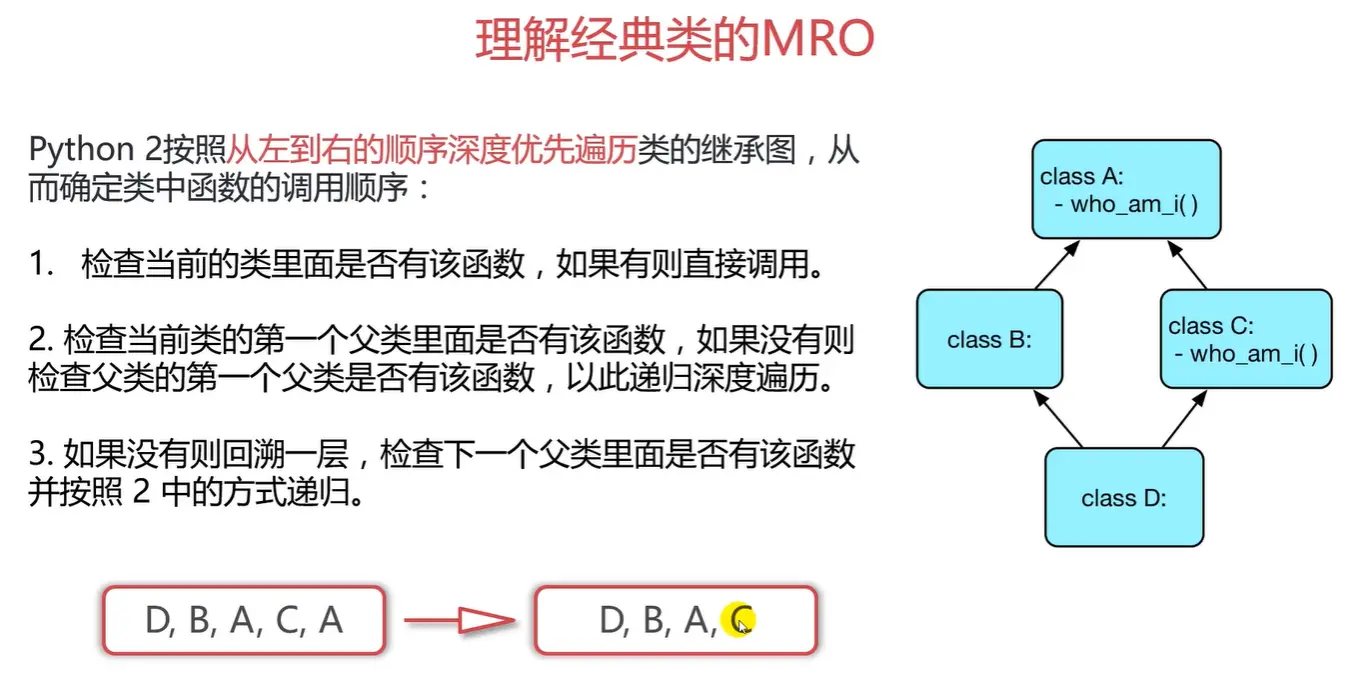 理解经典类的MRO
Python 2按照从左到右的顺序深度优先遍历类的继承图，从
而确定类中函数的调用顺序：
1. 检查当前的类里面是否有该函数，如果有则直接调用。
2. 检查当前类的第一个父类里面是否有该函数，如果没有则
检查父类的第一个父类是否有该函数，以此递归深度遍历。
3. 如果没有则回溯一层，检查下一个父类里面是否有该函数
并按照 2 中的方式递归。
D, B, A, C, A
D, B, A, C
class A:
- who_am_i( )
class B:
class C:
- who_am_i( )
class D: